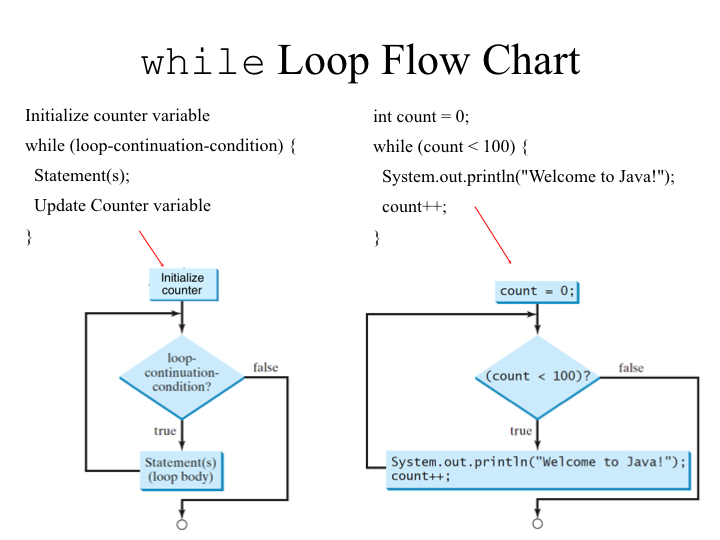 while Loop Flow Chart
Initialize counter variable
while (loop-continuation-condition) {
Statement(s);
Update Counter variable
}
int count = 0;
while (count < 100) {
System.out.println("Welcome to Java!");
count++;
}
Initialize
counter
loop-
continuation-
condition?
false
true
Statement(s)
(loop body)
count = 0;
(count < 100)?
false
true
System.out.println("Welcome to Java!");
count++;